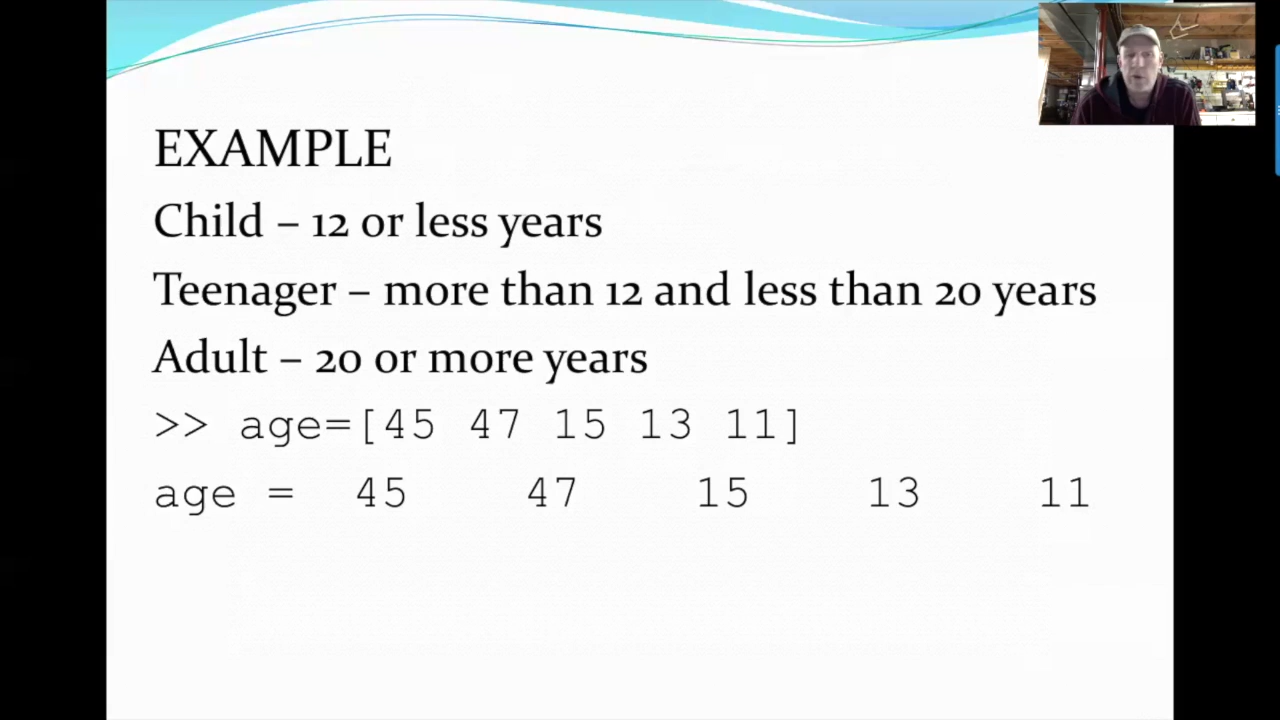 EXAMPLE
Child – 12 or less years
Teenager – more than 12 and less than 20 years
Adult – 20 or more years
>> age=[45 47 15 13 11]
age = 45 47 15 13 11